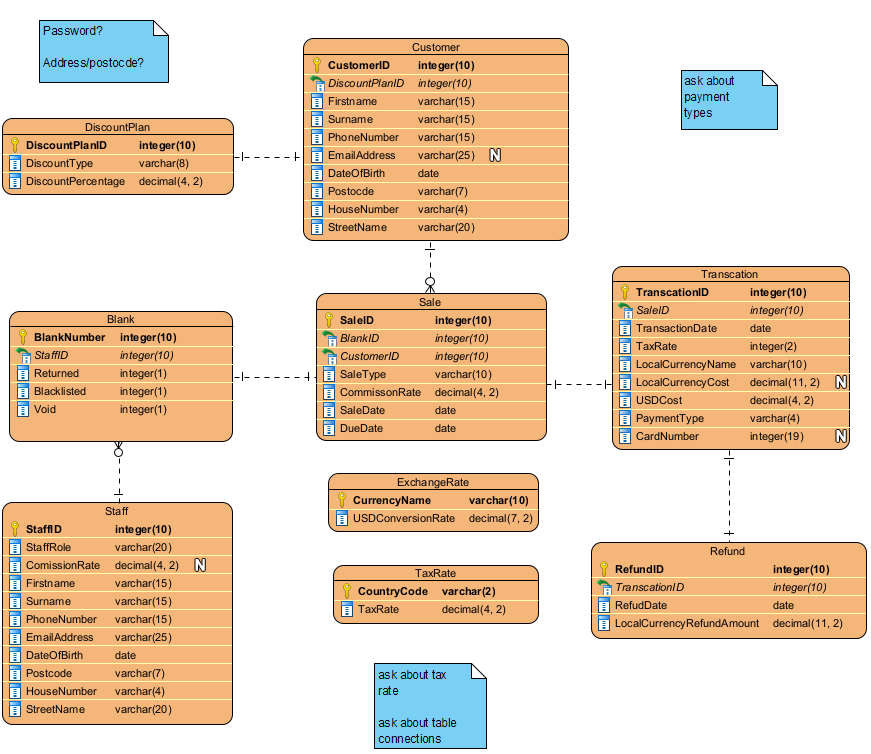 Password?
Address/postocde?
Customer
CustomerID integer(10)
DiscountPlanID integer(10)
Firstname varchar(15)
Surname varchar(15)
PhoneNumber varchar(15)
EmailAddress varchar(25) N
DateOfBirth date
Postocde varchar(7)
HouseNumber varchar(4)
StreetName varchar(20)
ask about
payment
types
DiscountPlan
DiscountPlanID integer(10)
DiscountType varchar(8)
DiscountPercentage decimal(4, 2)
Blank
BlankNumber integer(10)
StaffID integer(10)
Returned integer(1)
Blacklisted integer(1)
Void integer(1)
Sale
SaleID integer(10)
BlankID integer(10)
CustomerID integer(10)
SaleType varchar(10)
CommissonRate decimal(4, 2)
SaleDate date
DueDate date
Transcation
TranscationID integer(10)
SaleID integer(10)
TransactionDate date
TaxRate integer(2)
LocalCurrencyName varchar(10)
LocalCurrencyCost decimal(11, 2) N
USDCost decimal(4, 2)
PaymentType varchar(4)
CardNumber integer(19) N
Staff
StaffID integer(10)
StaffRole varchar(20)
ComissionRate decimal(4, 2) N
Firstname varchar(15)
Surname varchar(15)
PhoneNumber varchar(15)
EmailAddress varchar(25)
DateOfBirth date
Postcode varchar(7)
HouseNumber varchar(4)
StreetName varchar(20)
ExchangeRate
CurrencyName varchar(10)
USDConversionRate decimal(7, 2)
TaxRate
CountryCode varchar(2)
TaxRate decimal(4, 2)
Refund
RefundID integer(10)
TranscationID integer(10)
RefudDate date
LocalCurrencyRefundAmount decimal(11, 2)
ask about tax
rate
ask about table
connections